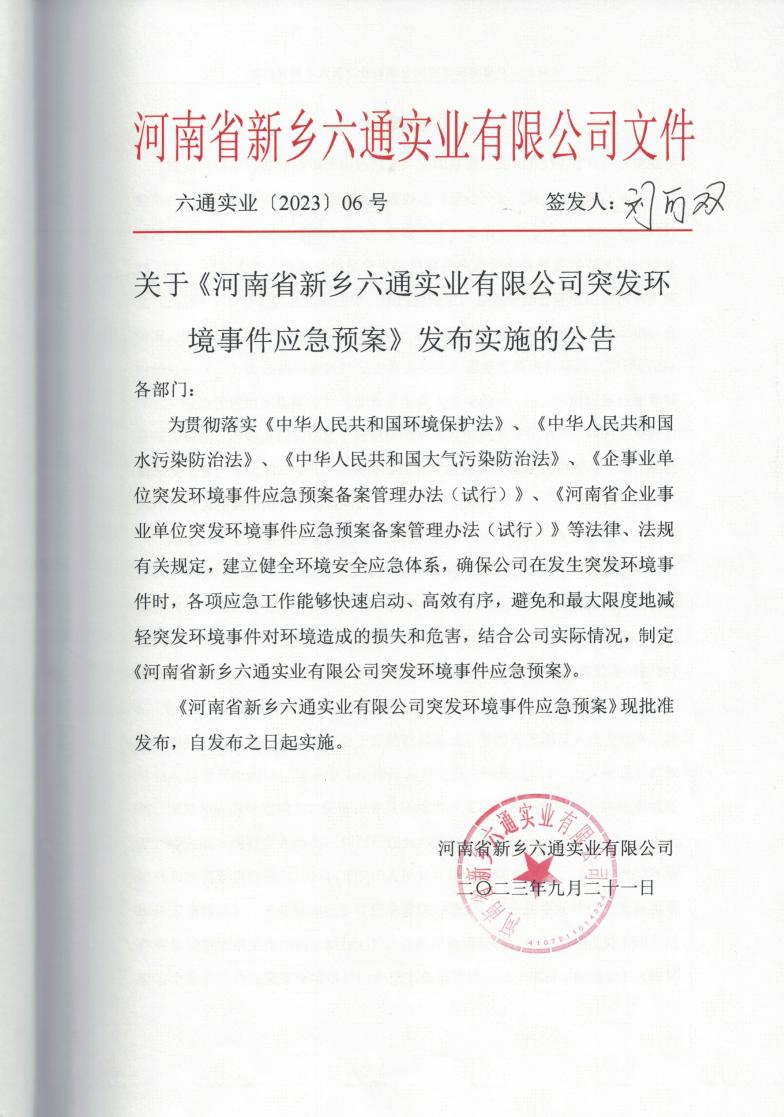 河南省新乡六通实业有限公司文件
六通实业〔2023〕06号 签发人：
关于《河南省新乡六通实业有限公司突发环
境事件应急预案》发布实施的公告
各部门：
为贯彻落实《中华人民共和国环境保护法》、《中华人民共和国
水污染防治法》、《中华人民共和国大气污染防治法》、《企事业单
位突发环境事件应急预案备案管理办法（试行）》、《河南省企业事
业单位突发环境事件应急预案备案管理办法（试行）》等法律、法规
有关规定，建立健全环境安全应急体系，确保公司在发生突发环境事
件时，各项应急工作能够快速启动、高效有序，避免和最大限度地减
轻突发环境事件对环境造成的损失和危害，结合公司实际情况，制定
《河南省新乡六通实业有限公司突发环境事件应急预案》。
《河南省新乡六通实业有限公司突发环境事件应急预案》现批准
发布，自发布之日起实施。
河南省新乡六通实业有限公司
二〇二三年九月二十一日
河南省新乡六通实业有限公司